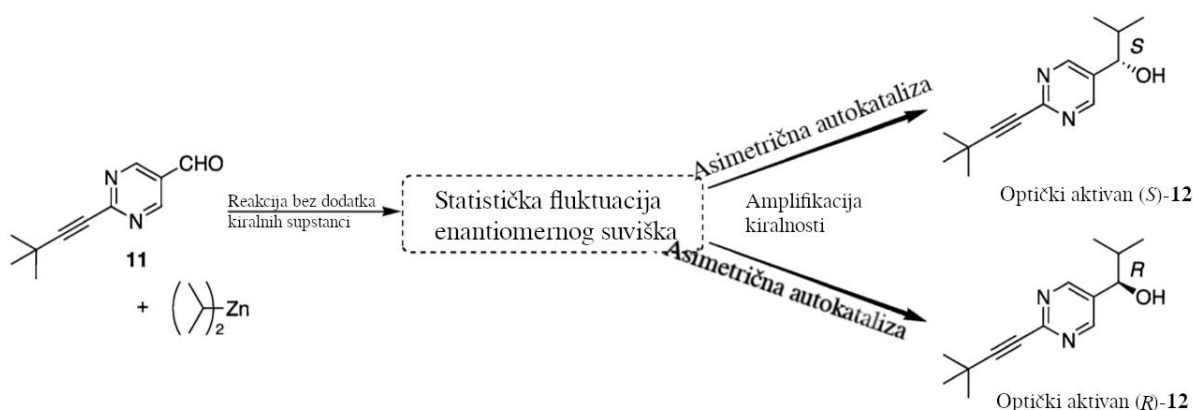 N
N
CHO
11
+
( )2 Zn
Reakcija bez dodatka
kiralnih supstanci
Statistička fluktuacija
enantiomernog suviška
Asimetrična autokataliza
Amplifikacija
kiralnosti
Asimetrična autokataliza
S
OH
N
N
Optički aktivan (S)-12
R
OH
N
N
Optički aktivan (R)-12